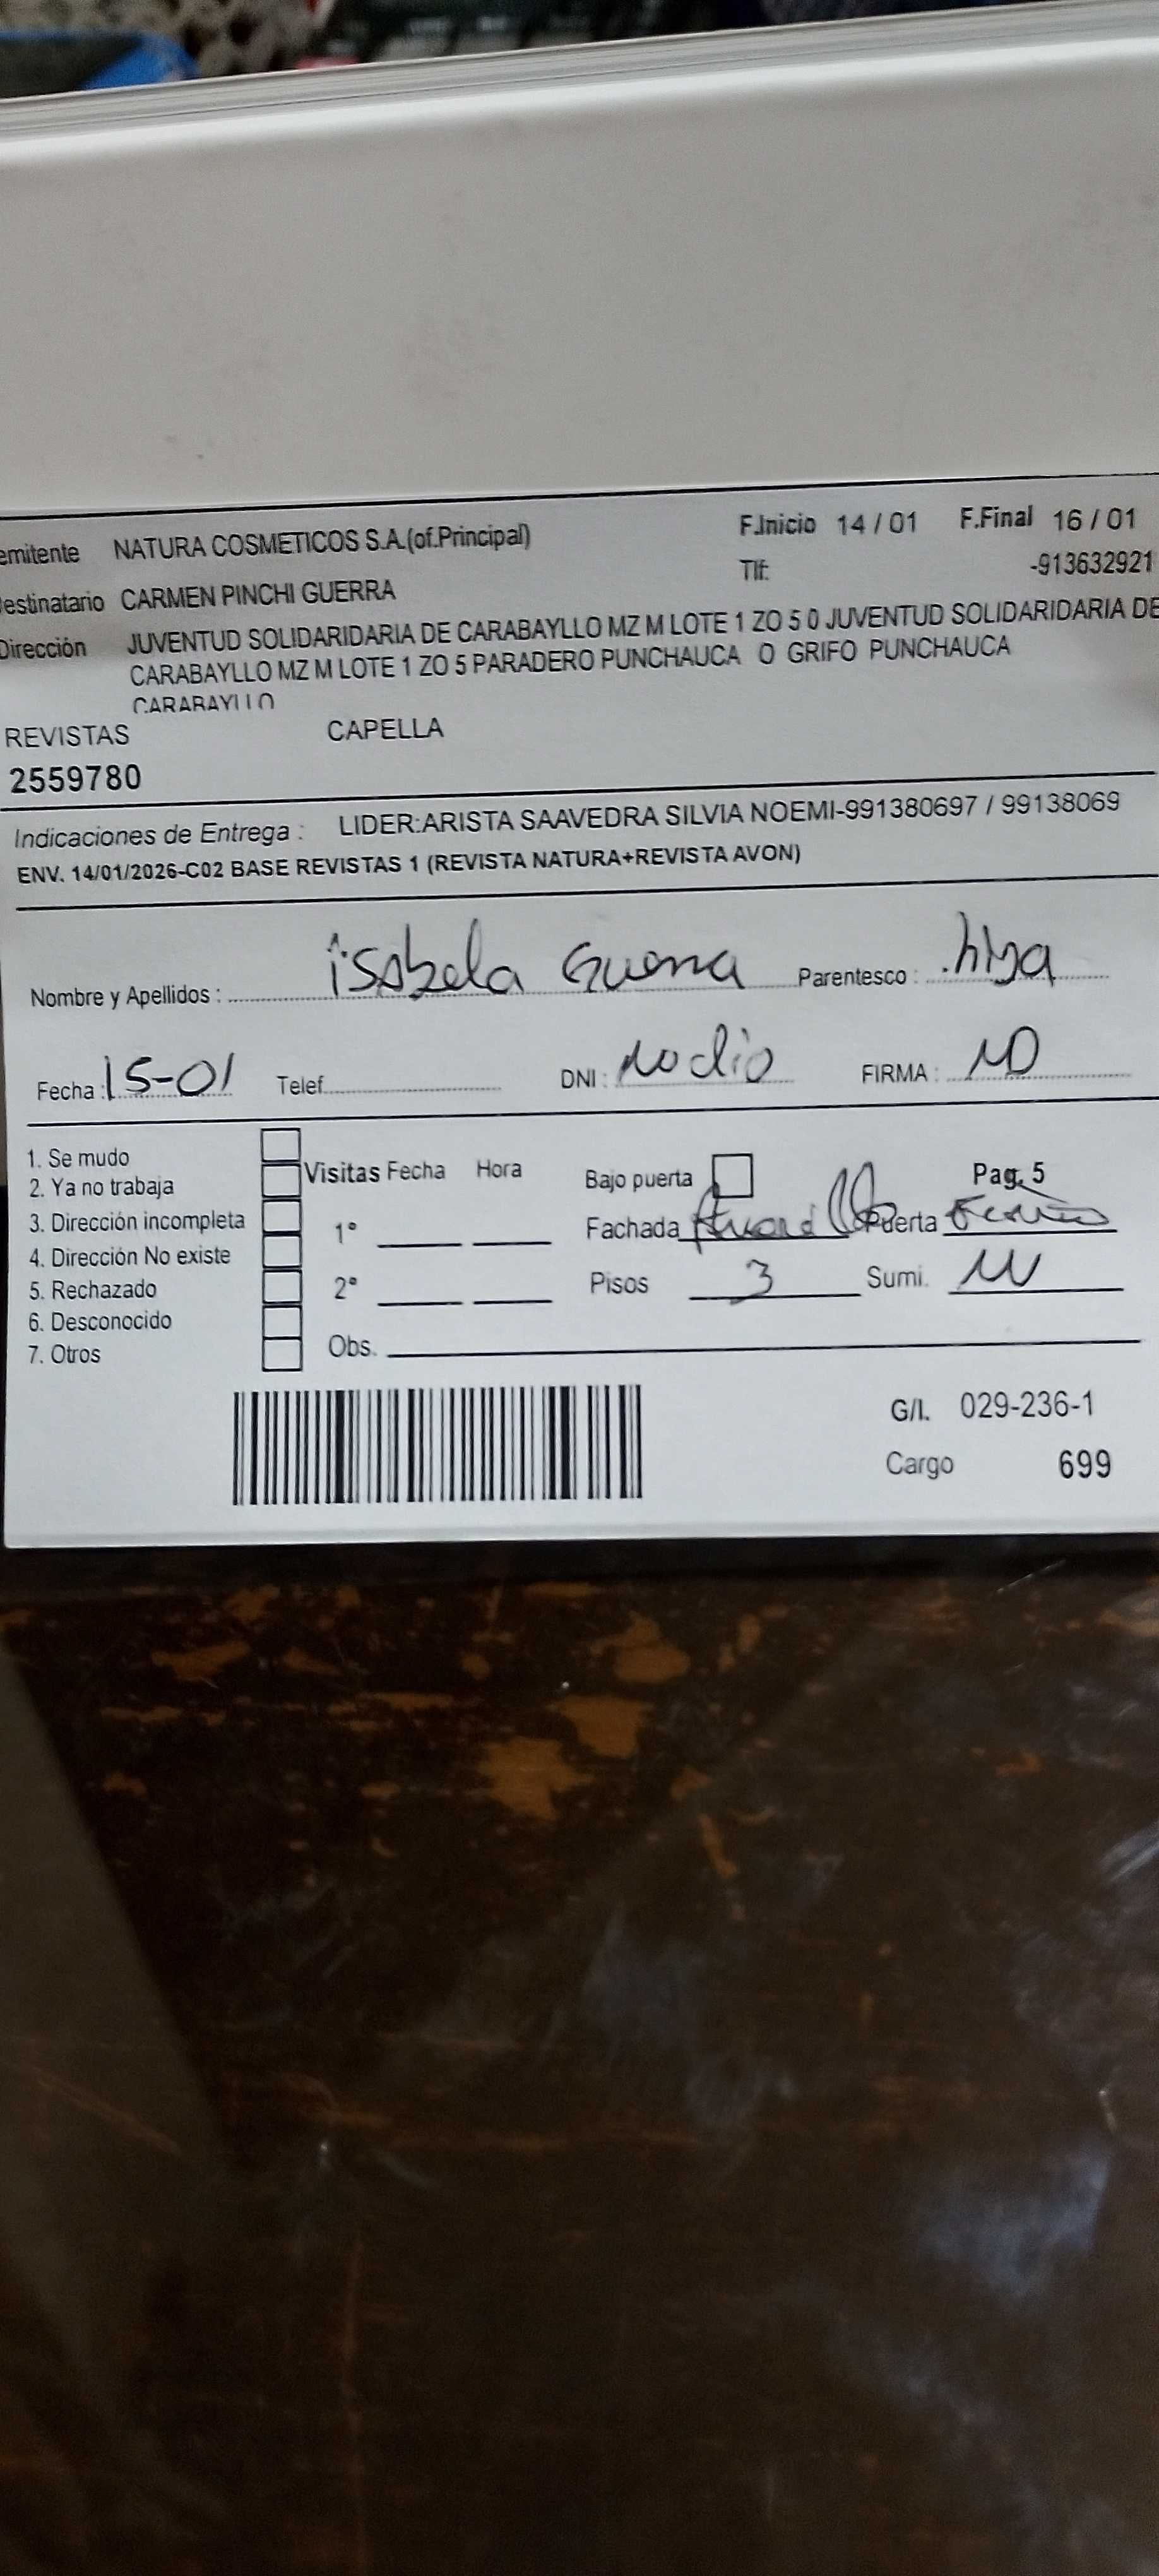 emitente NATURA COSMETICOS S.A.(of.Principal) F.Inicio 14 / 01 F.Final 16 / 01
Tlf: -913632921
estinatario CARMEN PINCHI GUERRA
Dirección JUVENTUD SOLIDARIDARIA DE CARABAYLLO MZ M LOTE 1 ZO 5 0 JUVENTUD SOLIDARIDARIA DE
CARABAYLLO MZ M LOTE 1 ZO 5 PARADERO PUNCHAUCA O GRIFO PUNCHAUCA
CARABAYLLO
REVISTAS CAPELLA
2559780
Indicaciones de Entrega : LIDER:ARISTA SAAVEDRA SILVIA NOEMI-991380697 / 99138069
ENV. 14/01/2026-C02 BASE REVISTAS 1 (REVISTA NATURA+REVISTA AVON)
Nombre y Apellidos : isabela Guerra Parentesco : hija
Fecha : 15-01 Telef. DNI : no dio FIRMA : ND
1. Se mudo
2. Ya no trabaja
3. Dirección incompleta
4. Dirección No existe
5. Rechazado
6. Desconocido
7. Otros
Visitas Fecha Hora
1°
2°
Obs.
Bajo puerta Pag. 5
Fachada Puerta
Pisos 3 Sumi.
G/I. 029-236-1
Cargo 699